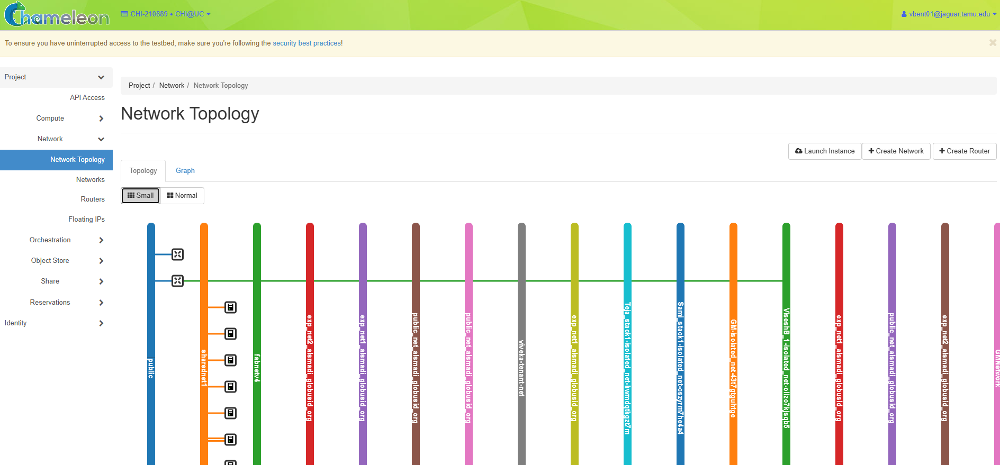 Chameleon
CHI-210889 • CHI@UC
vbent01@jaguar.tamu.edu
To ensure you have uninterrupted access to the testbed, make sure you're following the security best practices!
Project
API Access
Compute
Network
Network Topology
Networks
Routers
Floating IPs
Orchestration
Object Store
Share
Reservations
Identity
Project / Network / Network Topology
Network Topology
Launch Instance
Create Network
Create Router
Topology
Graph
Small
Normal
public
sharednet1
fabnetv4
exp_net2_alsmadi_globusid_org
exp_net1_alsmadi_globusid_org
public_net_alsmadi_globusid_org
public_net_alsmadi_globusid_org
viveka-tenant-net
exp_net1_alsmadi_globusid_org
Teja_stack1-isolated_net-kwmdqtkgzt7m
Sami_stack1-isolated_net-cszyrm7he4a4
GM-isolated_net-43t7gtguhtge
ViseshB_1-isolated_net-oiizo7kjsqb5
exp_net1_alsmadi_globusid_org
public_net_alsmadi_globusid_org
exp_net2_alsmadi_globusid_org
GMNetwork